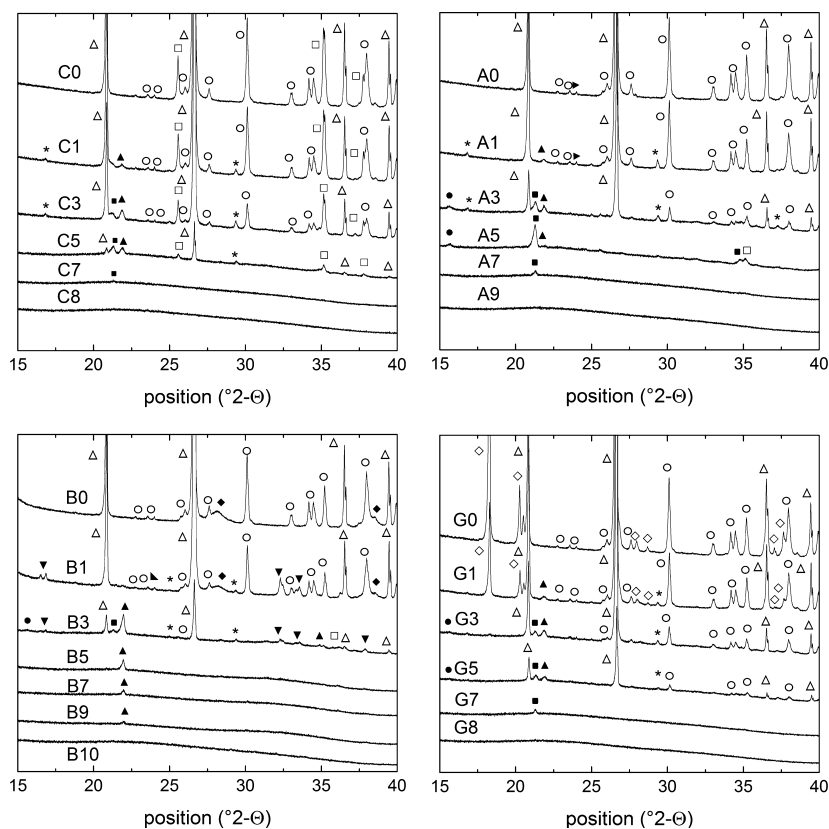 C0
C1
C3
C5
C7
C8
15 20 25 30 35 40
position (°2-Θ)
A0
A1
A3
A5
A7
A9
15 20 25 30 35 40
position (°2-Θ)
B0
B1
B3
B5
B7
B9
B10
15 20 25 30 35 40
position (°2-Θ)
G0
G1
G3
G5
G7
G8
15 20 25 30 35 40
position (°2-Θ)